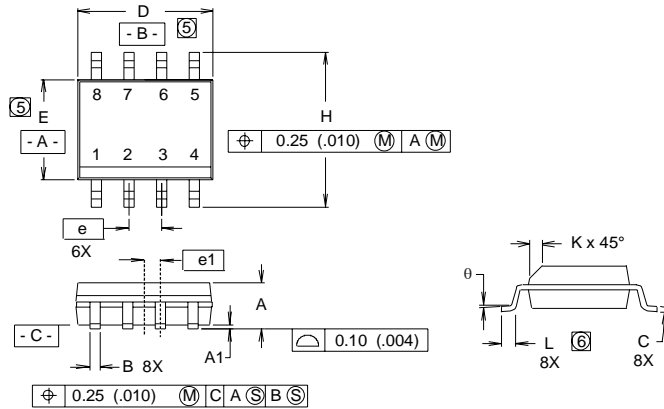 D
- B - 5
8 7 6 5
5 E
- A -
H
⌖ 0.25 (.010) Ⓜ A Ⓜ
1 2 3 4
e
6X
e1
K x 45°
θ
A
- C -
A1
⌓ 0.10 (.004)
B 8X
L 6
8X
C
8X
⌖ 0.25 (.010) Ⓜ C A Ⓢ B Ⓢ